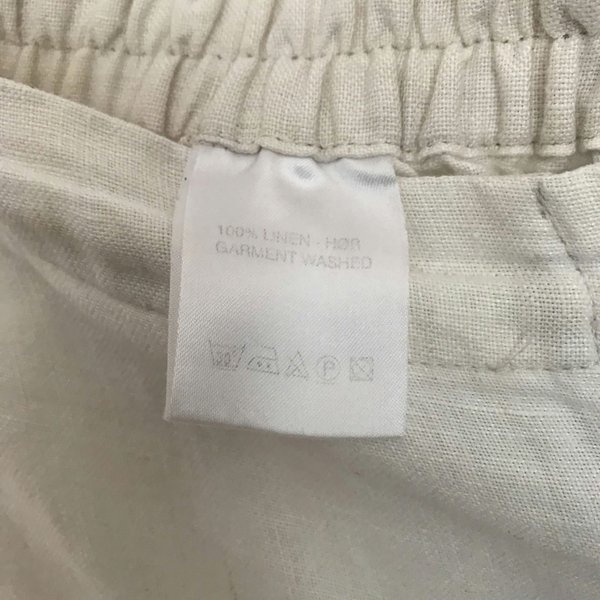 100% LINEN - HØR
GARMENT WASHED
P